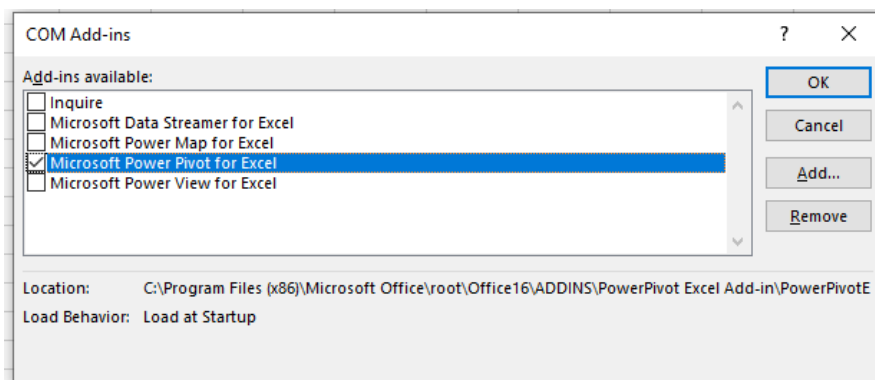 COM Add-ins ? ×
Add-ins available:
Inquire
Microsoft Data Streamer for Excel
Microsoft Power Map for Excel
Microsoft Power Pivot for Excel
Microsoft Power View for Excel
OK
Cancel
Add...
Remove
Location: C:\Program Files (x86)\Microsoft Office\root\Office16\ADDINS\PowerPivot Excel Add-in\PowerPivotE
Load Behavior: Load at Startup